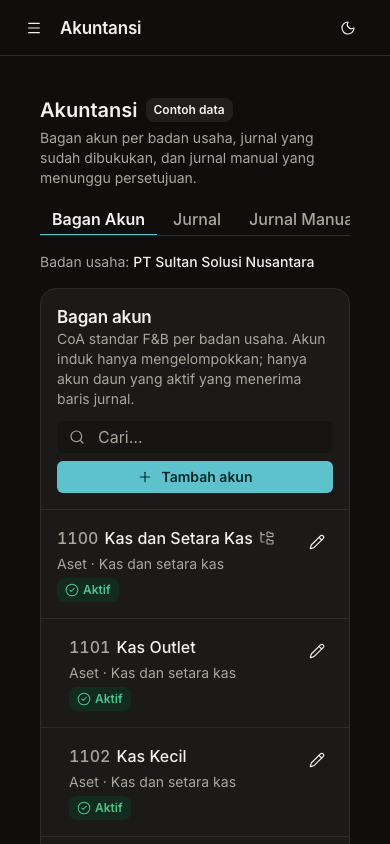 Akuntansi
Akuntansi Contoh data
Bagan akun per badan usaha, jurnal yang
sudah dibukukan, dan jurnal manual yang
menunggu persetujuan.
Bagan Akun Jurnal Jurnal Manua
Badan usaha: PT Sultan Solusi Nusantara
Bagan akun
CoA standar F&B per badan usaha. Akun
induk hanya mengelompokkan; hanya
akun daun yang aktif yang menerima
baris jurnal.
Cari...
Tambah akun
1100 Kas dan Setara Kas
Aset · Kas dan setara kas
Aktif
1101 Kas Outlet
Aset · Kas dan setara kas
Aktif
1102 Kas Kecil
Aset · Kas dan setara kas
Aktif